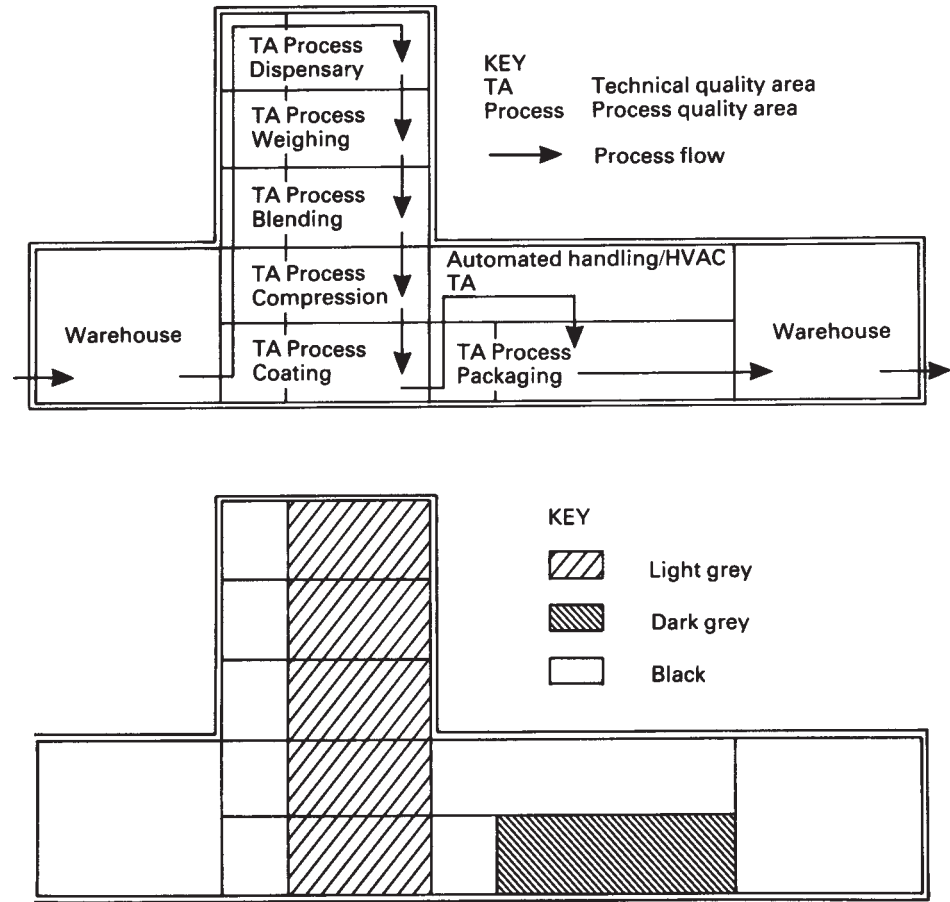 TA Process
Dispensary
TA Process
Weighing
TA Process
Blending
TA Process
Compression
TA Process
Coating
Warehouse
Automated handling/HVAC
TA
TA Process
Packaging
Warehouse
KEY
TA Technical quality area
Process Process quality area
Process flow
KEY
Light grey
Dark grey
Black